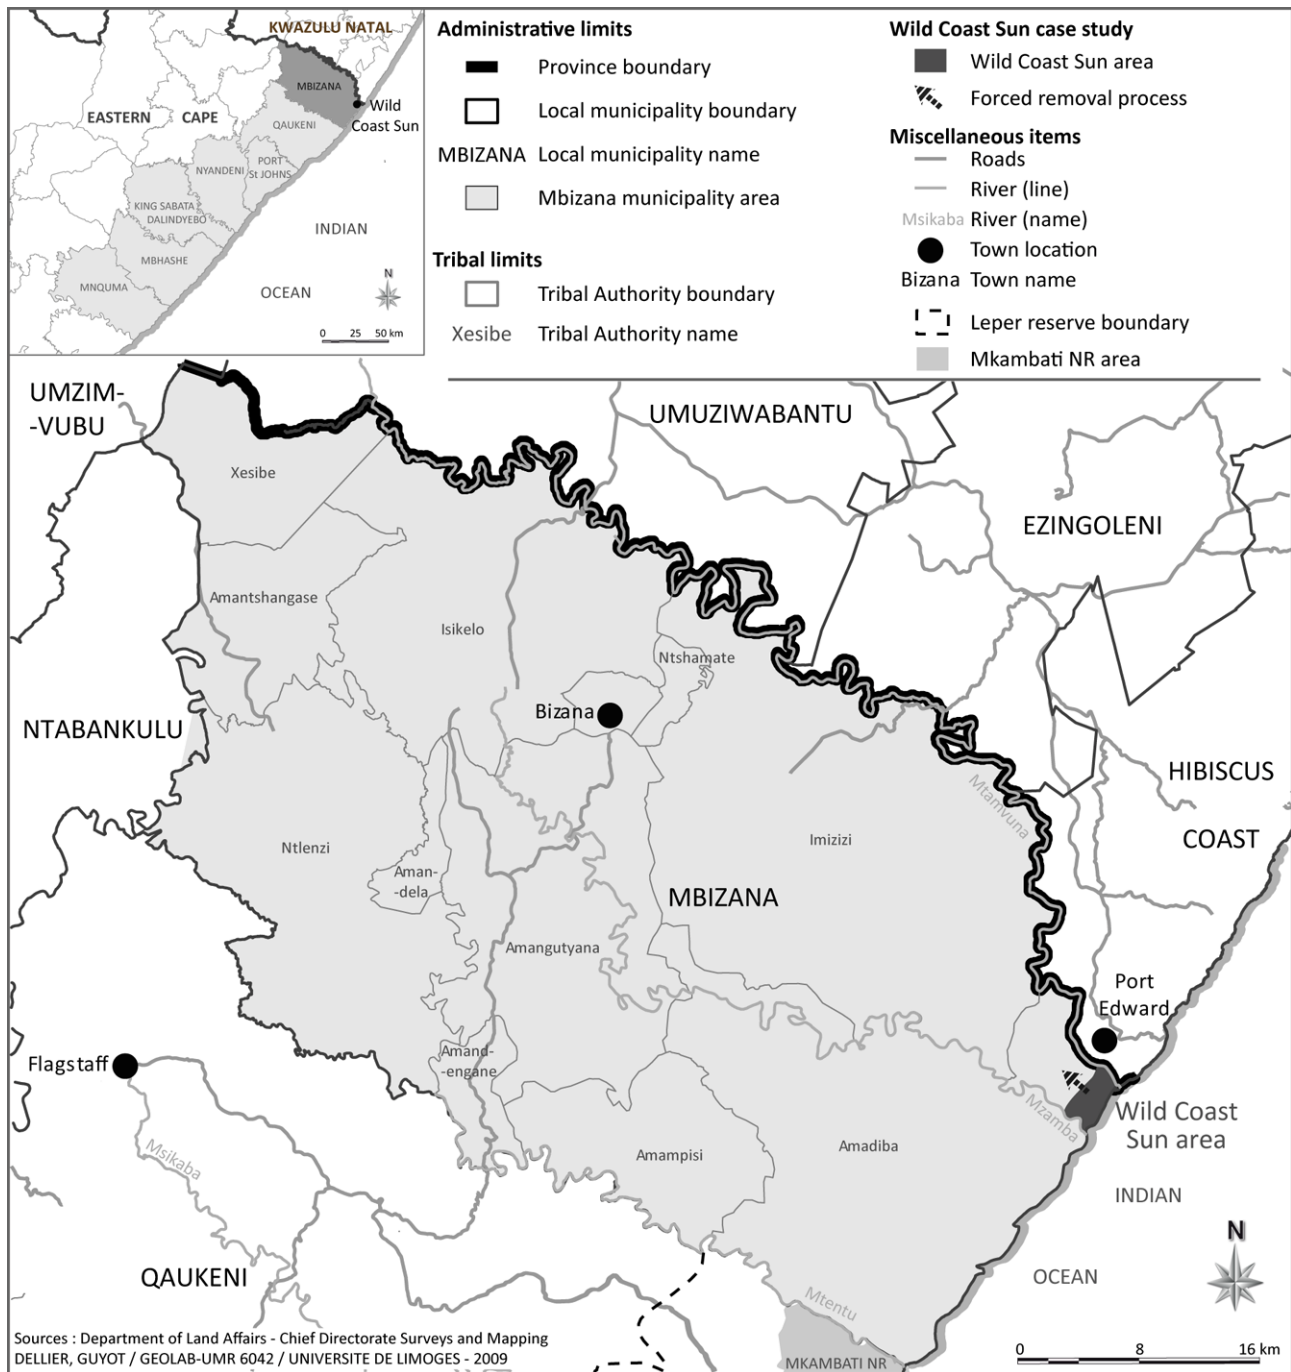 KWAZULU NATAL
MBIZANA
Wild
Coast Sun
EASTERN CAPE
QAUKENI
NYANDENI
PORT
St JOHNS
KING SABATA
DALINDYEBO
MBHASHE
MNQUMA
INDIAN
OCEAN
N
0 25 50 km
Administrative limits
Province boundary
Local municipality boundary
MBIZANA Local municipality name
Mbizana municipality area
Tribal limits
Tribal Authority boundary
Xesibe Tribal Authority name
Wild Coast Sun case study
Wild Coast Sun area
Forced removal process
Miscellaneous items
Roads
River (line)
Msikaba River (name)
Town location
Bizana Town name
Leper reserve boundary
Mkambati NR area
UMZIM-
-VUBU
UMUZIWABANTU
Xesibe
EZINGOLENI
Amantshangase
Isikelo
Ntshamate
Bizana
NTABANKULU
HIBISCUS
COAST
Mtamvuna
Imizizi
Ntlenzi
Aman-
-dela
MBIZANA
Amangutyana
Port
Edward
Flagstaff
Amand-
-engane
Mzamba
Wild Coast
Sun area
Msikaba
Amampisi
Amadiba
INDIAN
OCEAN
N
QAUKENI
Mtentu
MKAMBATI NR
0 8 16 km
Sources : Department of Land Affairs - Chief Directorate Surveys and Mapping
DELLIER, GUYOT / GEOLAB-UMR 6042 / UNIVERSITE DE LIMOGES - 2009